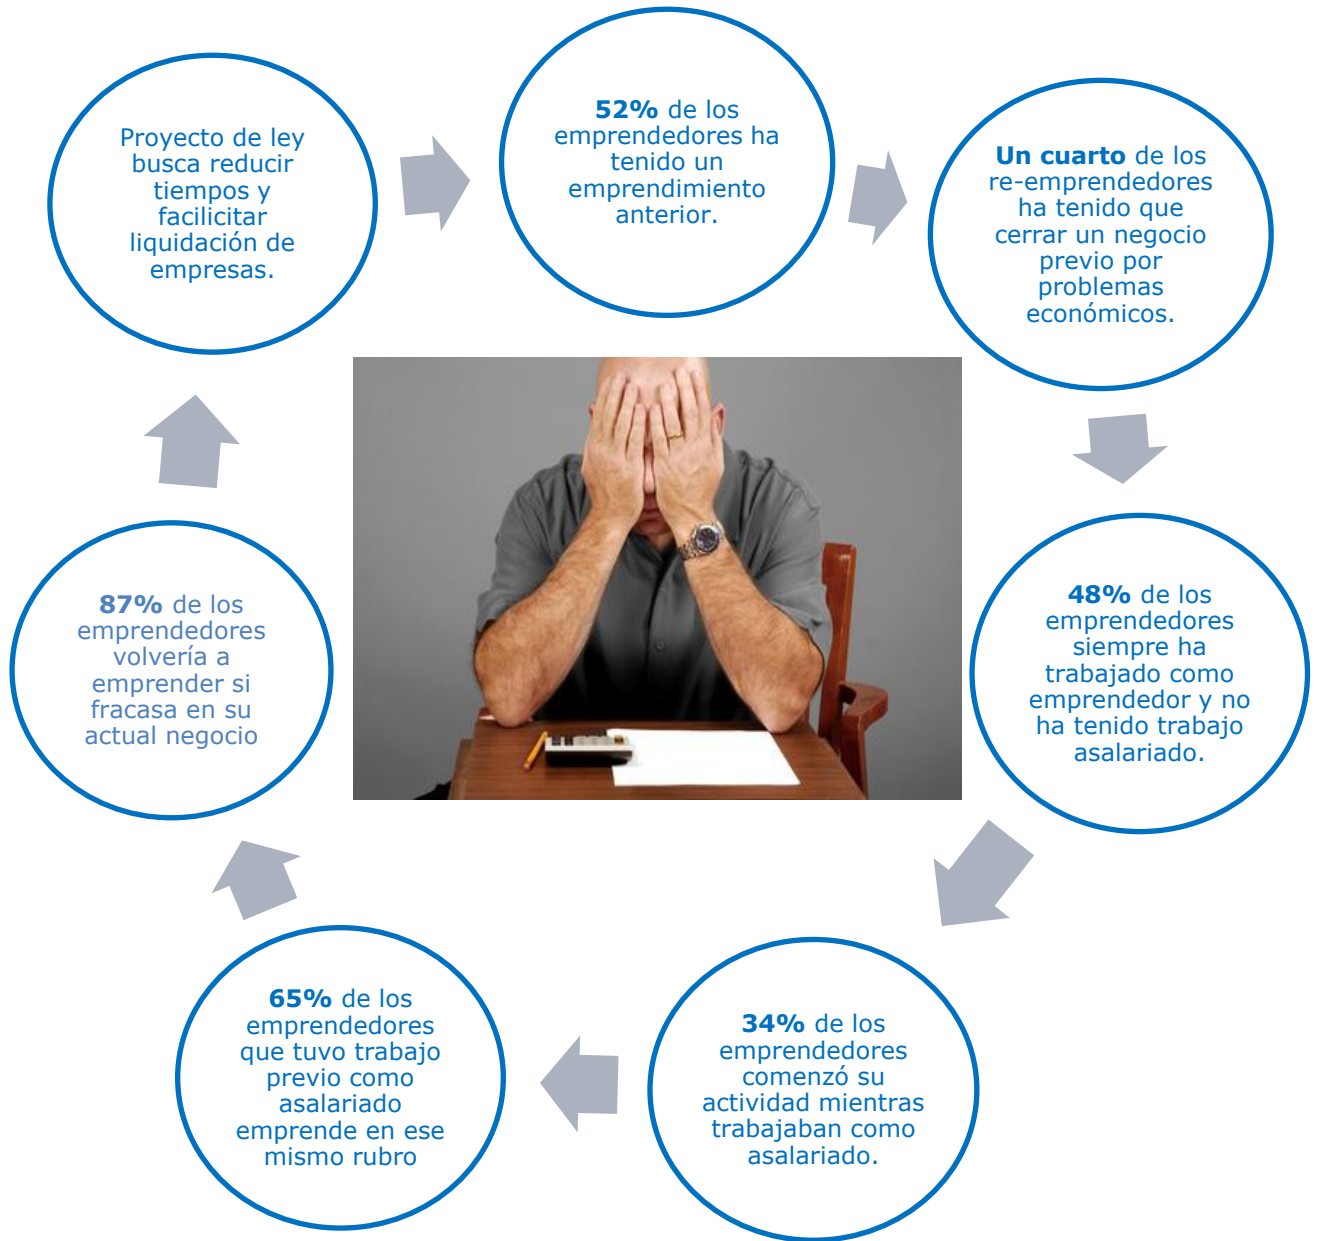 Proyecto de ley
busca reducir
tiempos y
facilicitar
liquidación de
empresas.
52% de los
emprendedores ha
tenido un
emprendimiento
anterior.
Un cuarto de los
re-emprendedores
ha tenido que
cerrar un negocio
previo por
problemas
económicos.
48% de los
emprendedores
siempre ha
trabajado como
emprendedor y no
ha tenido trabajo
asalariado.
34% de los
emprendedores
comenzó su
actividad mientras
trabajaban como
asalariado.
65% de los
emprendedores
que tuvo trabajo
previo como
asalariado
emprende en ese
mismo rubro
87% de los
emprendedores
volvería a
emprender si
fracasa en su
actual negocio